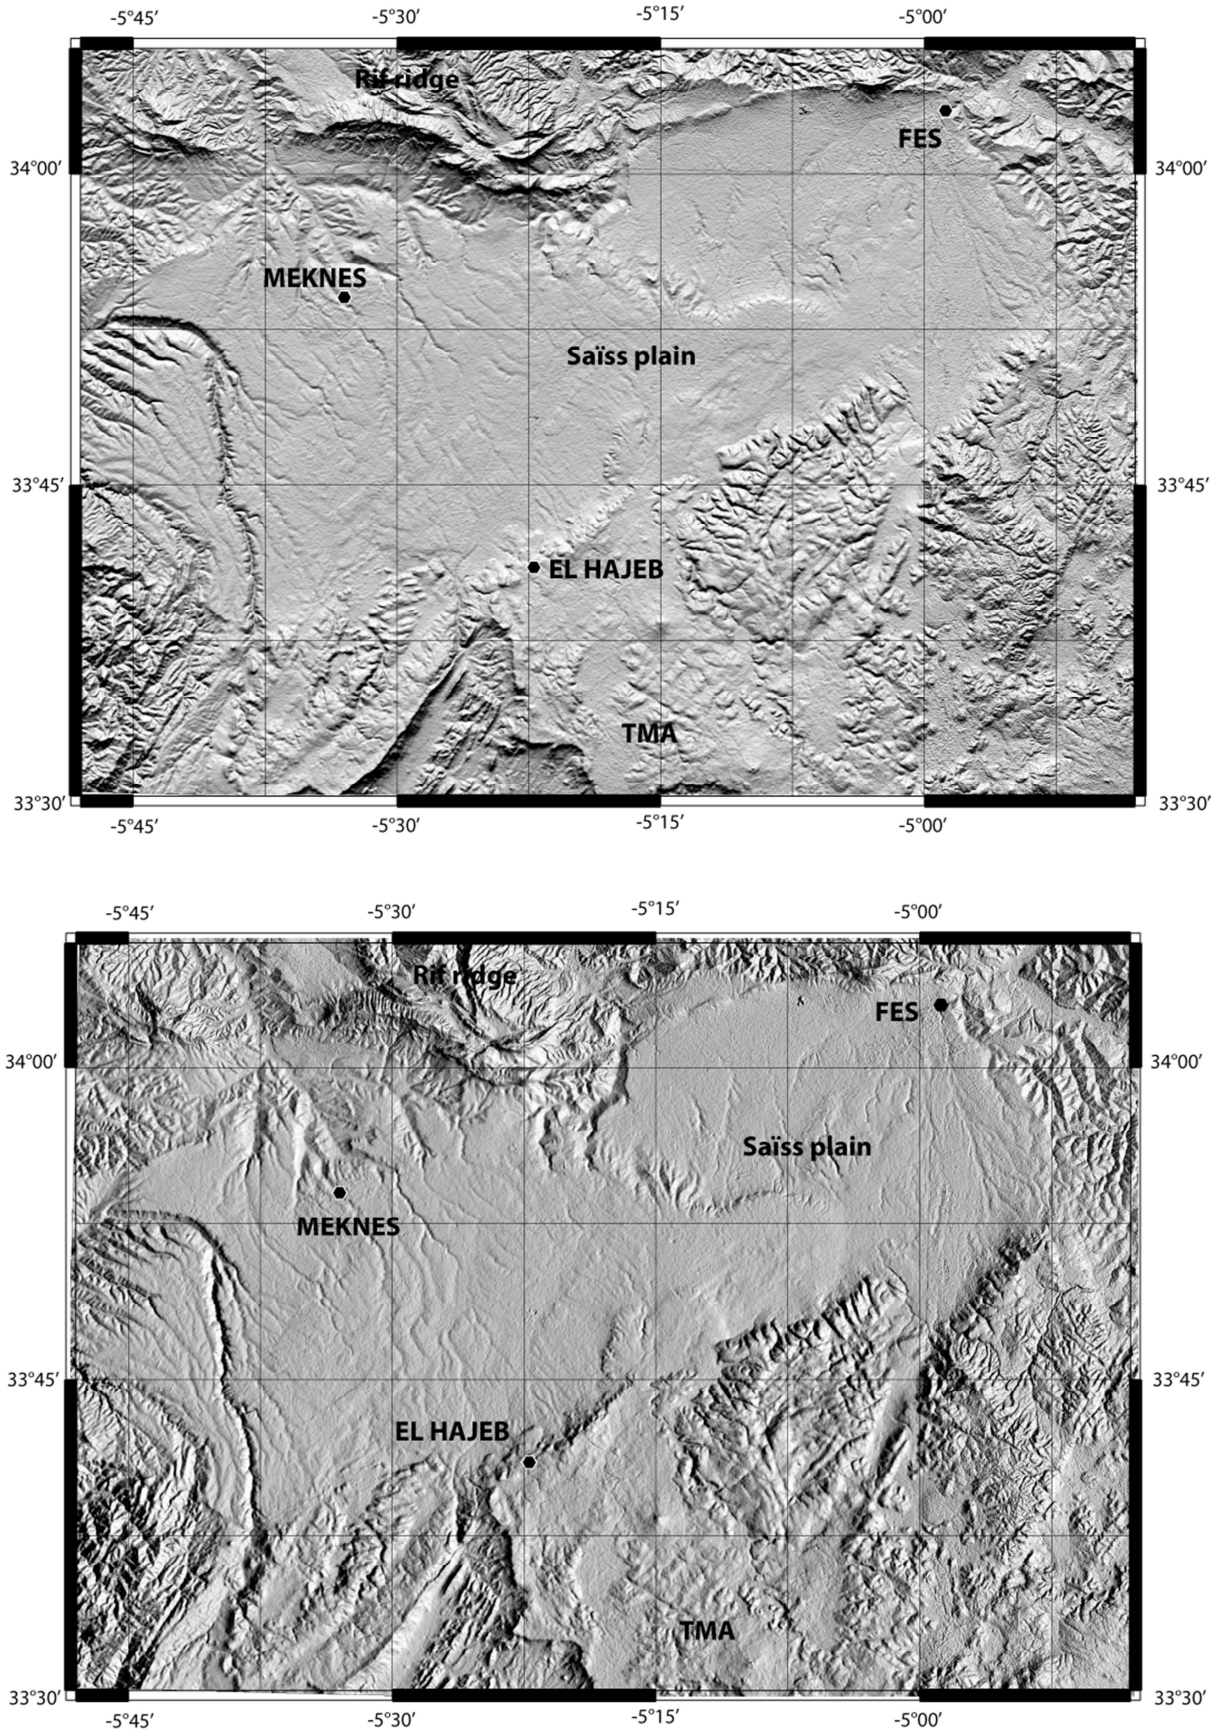 -5°45′ -5°30′ -5°15′ -5°00′
Rif ridge
FES
34°00′ 34°00′
MEKNES
Saïss plain
33°45′ 33°45′
EL HAJEB
TMA
33°30′ 33°30′
-5°45′ -5°30′ -5°15′ -5°00′
-5°45′ -5°30′ -5°15′ -5°00′
Rif ridge
FES
34°00′ 34°00′
Saïss plain
MEKNES
33°45′ 33°45′
EL HAJEB
TMA
33°30′ 33°30′
-5°45′ -5°30′ -5°15′ -5°00′